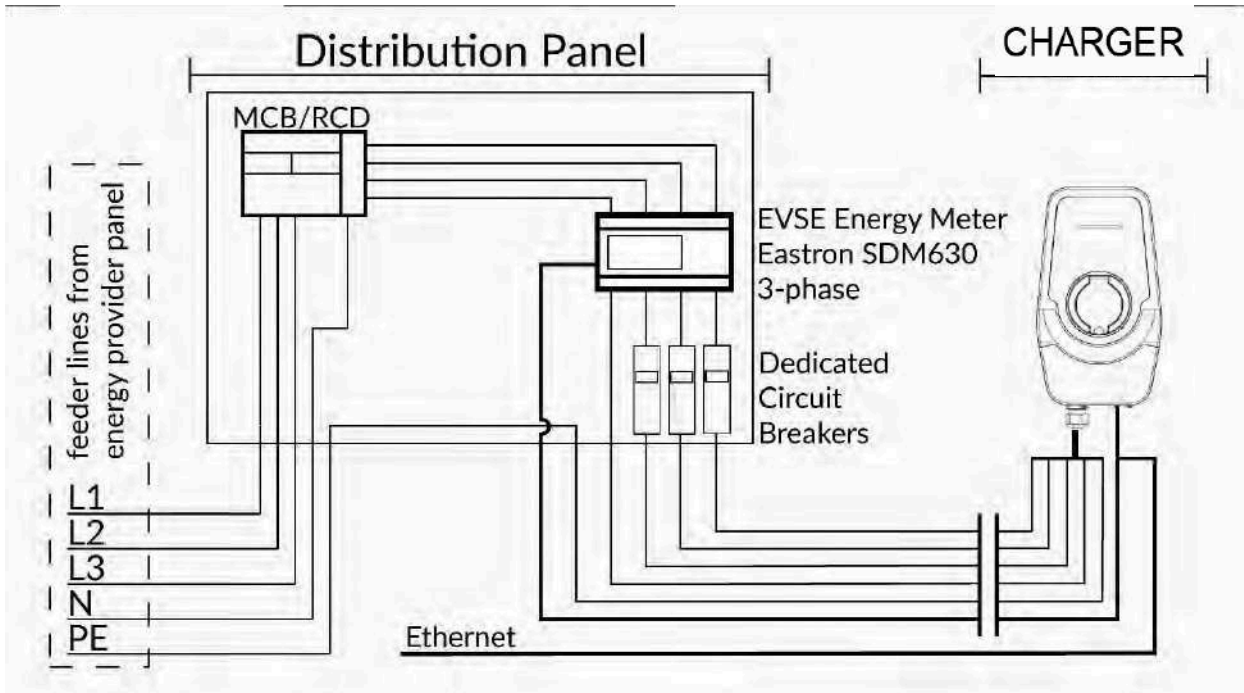 Distribution Panel
CHARGER
MCB/RCD
feeder lines from
energy provider panel
EVSE Energy Meter
Eastron SDM630
3-phase
Dedicated
Circuit
Breakers
L1
L2
L3
N
PE
Ethernet